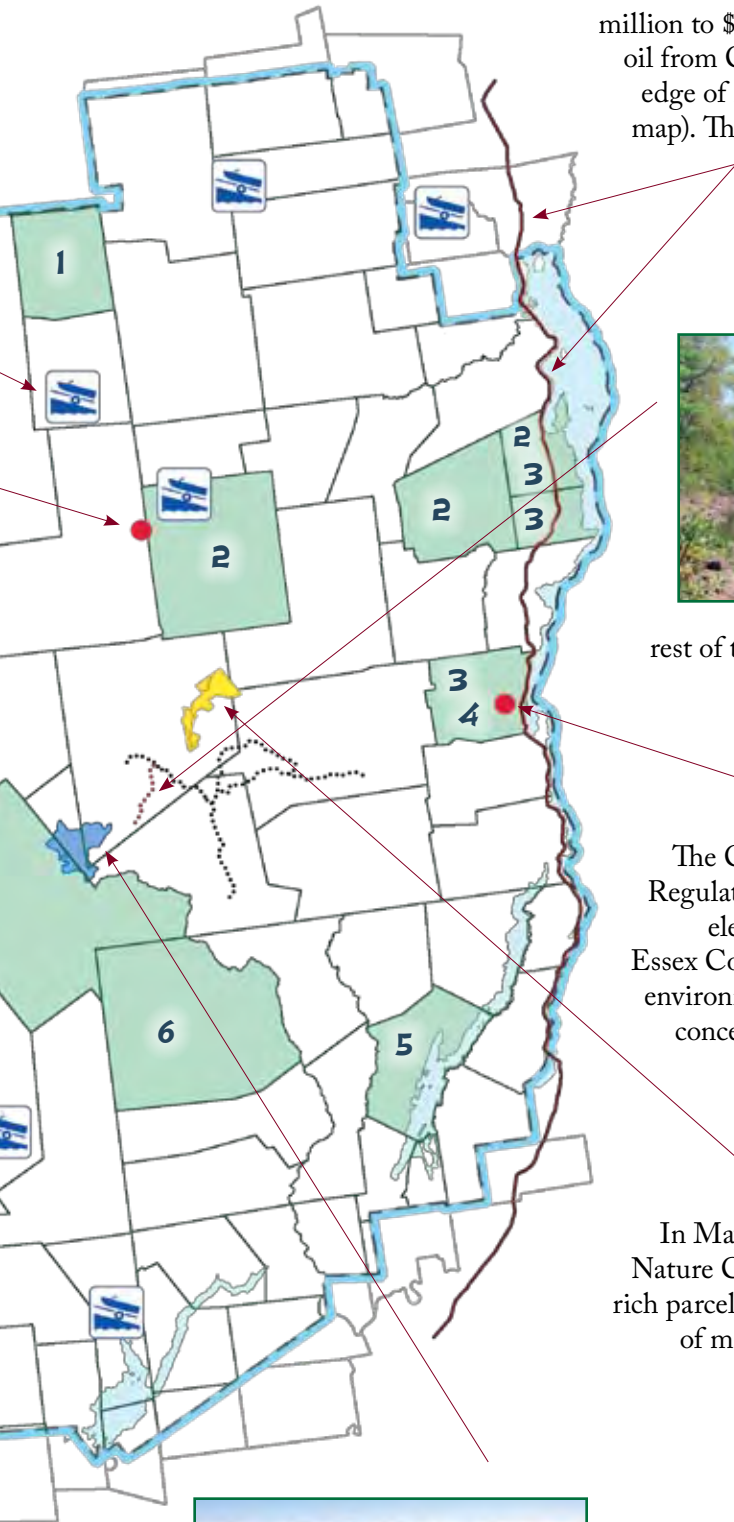 million to $
oil from C
edge of
map). Th
1
2
3
2
3
2
rest of t
3
4
The C
Regulat
ele
Essex Co
environ
conce
5
6
In Ma
Nature C
rich parcel
of m